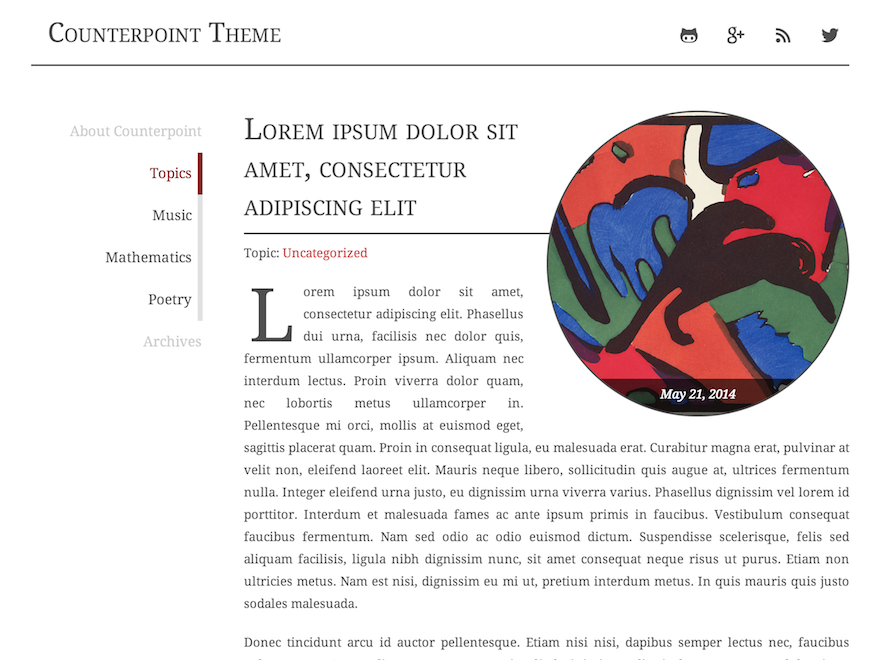 Counterpoint Theme
g+
About Counterpoint
Topics
Music
Mathematics
Poetry
Archives
Lorem ipsum dolor sit
amet, consectetur
adipiscing elit
Topic: Uncategorized
May 21, 2014
Lorem ipsum dolor sit amet,
consectetur adipiscing elit. Phasellus
dui urna, facilisis nec dolor quis,
fermentum ullamcorper ipsum. Aliquam nec
interdum lectus. Proin viverra dolor quam,
nec lobortis metus ullamcorper in.
Pellentesque mi orci, mollis at euismod eget,
sagittis placerat quam. Proin in consequat ligula, eu malesuada erat. Curabitur magna erat, pulvinar at
velit non, eleifend laoreet elit. Mauris neque libero, sollicitudin quis augue at, ultrices fermentum
nulla. Integer eleifend urna justo, eu dignissim urna viverra varius. Phasellus dignissim vel lorem id
porttitor. Interdum et malesuada fames ac ante ipsum primis in faucibus. Vestibulum consequat
faucibus fermentum. Nam sed odio ac odio euismod dictum. Suspendisse scelerisque, felis sed
aliquam facilisis, ligula nibh dignissim nunc, sit amet consequat neque risus ut purus. Etiam non
ultricies metus. Nam est nisi, dignissim eu mi ut, pretium interdum metus. In quis mauris quis justo
sodales malesuada.
Donec tincidunt arcu id auctor pellentesque. Etiam nisi nisi, dapibus semper lectus nec, faucibus